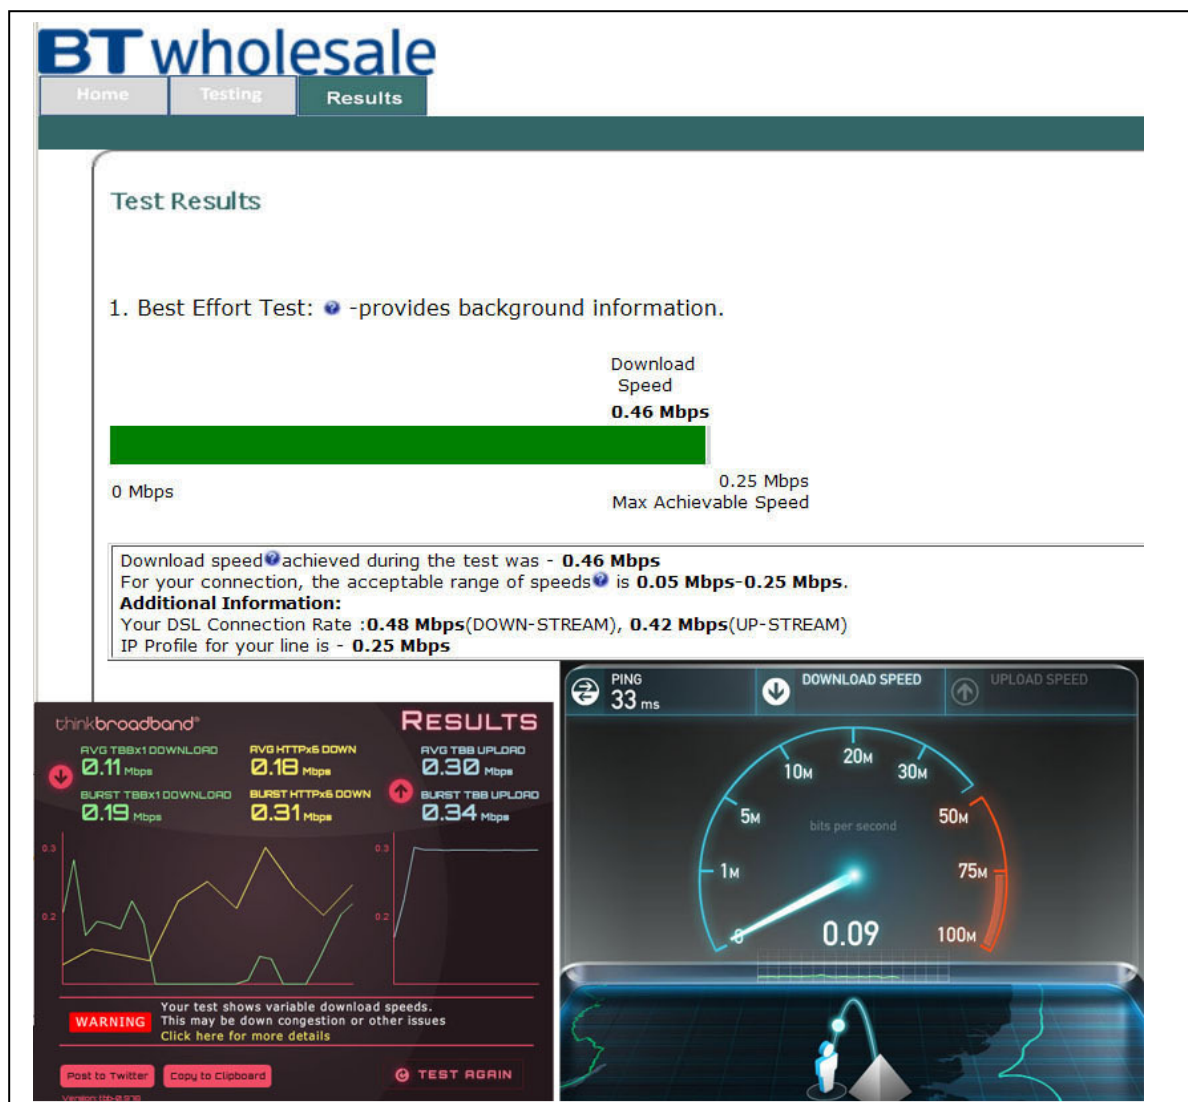 BT wholesale
Home Testing Results
Test Results
1. Best Effort Test: -provides background information.
Download
Speed
0.46 Mbps
0 Mbps
0.25 Mbps
Max Achievable Speed
Download speed achieved during the test was - 0.46 Mbps
For your connection, the acceptable range of speeds is 0.05 Mbps-0.25 Mbps.
Additional Information:
Your DSL Connection Rate :0.48 Mbps(DOWN-STREAM), 0.42 Mbps(UP-STREAM)
IP Profile for your line is - 0.25 Mbps
thinkbroadband® RESULTS
AVG TBBx1 DOWNLOAD AVG HTTPx6 DOWN AVG TBB UPLOAD
0.11 Mbps 0.18 Mbps 0.30 Mbps
BURST TBBx1 DOWNLOAD BURST HTTPx6 DOWN BURST TBB UPLOAD
0.19 Mbps 0.31 Mbps 0.34 Mbps
0.3 0.3
0.2 0.2
WARNING
Your test shows variable download speeds.
This may be down congestion or other issues
Click here for more details
Post to Twitter Copy to Clipboard TEST AGAIN
PING
33 ms
DOWNLOAD SPEED
UPLOAD SPEED
0
1M
5M
10M
20M
30M
50M
75M
100M
bits per second
0.09